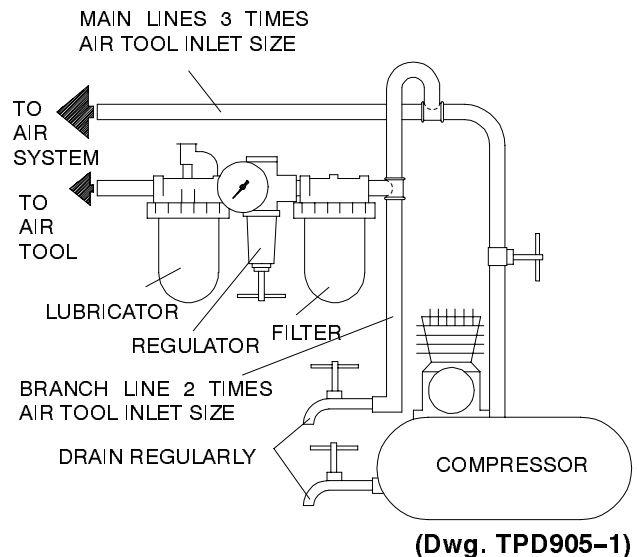 MAIN LINES 3 TIMES
AIR TOOL INLET SIZE
TO
AIR
SYSTEM
TO
AIR
TOOL
LUBRICATOR
REGULATOR
FILTER
BRANCH LINE 2 TIMES
AIR TOOL INLET SIZE
DRAIN REGULARLY
COMPRESSOR
(Dwg. TPD905–1)